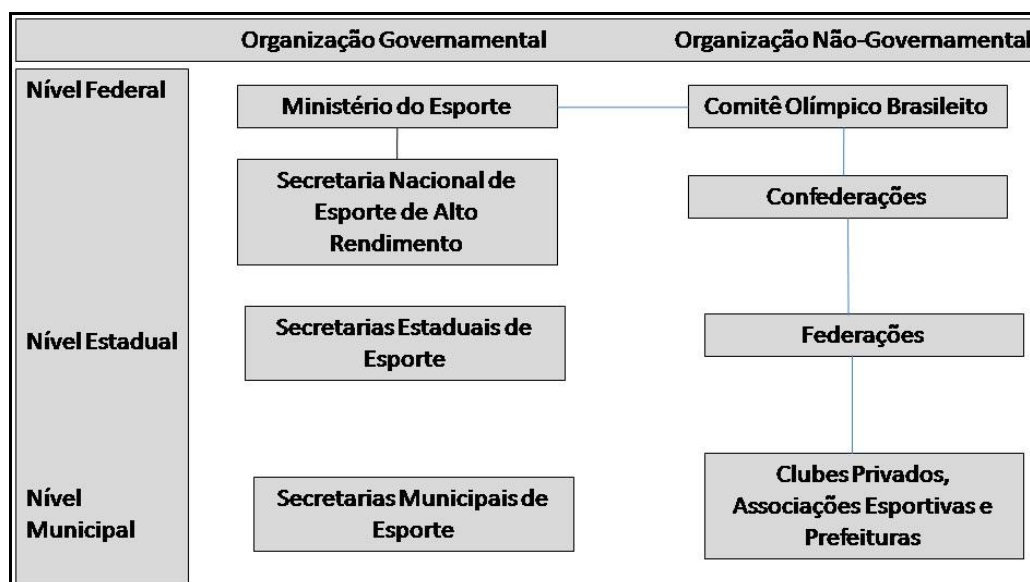 Organização Governamental
Organização Não-Governamental
Nível Federal
Ministério do Esporte
Comitê Olímpico Brasileito
Secretaria Nacional de
Esporte de Alto
Rendimento
Confederações
Nível Estadual
Secretarias Estaduais de
Esporte
Federações
Nível
Municipal
Secretarias Municipais de
Esporte
Clubes Privados,
Associações Esportivas e
Prefeituras